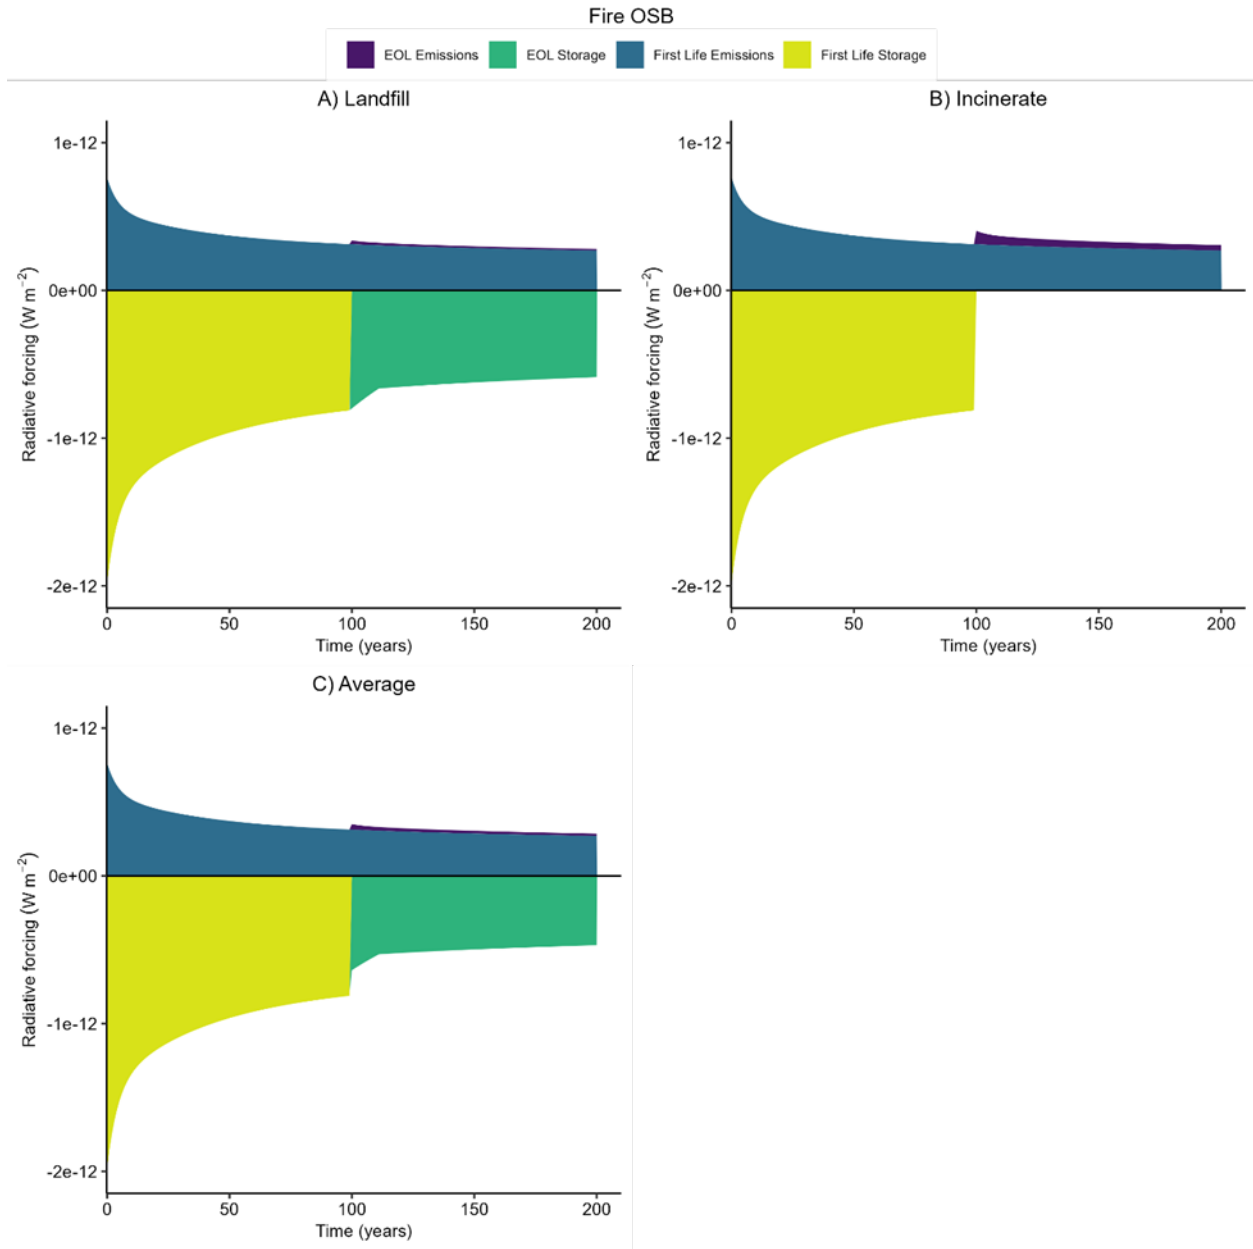 Fire OSB
EOL Emissions EOL Storage First Life Emissions First Life Storage
A) Landfill
1e-12
0e+00
-1e-12
-2e-12
Radiative forcing (W m⁻²)
0 50 100 150 200
Time (years)
B) Incinerate
1e-12
0e+00
-1e-12
-2e-12
Radiative forcing (W m⁻²)
0 50 100 150 200
Time (years)
C) Average
1e-12
0e+00
-1e-12
-2e-12
Radiative forcing (W m⁻²)
0 50 100 150 200
Time (years)